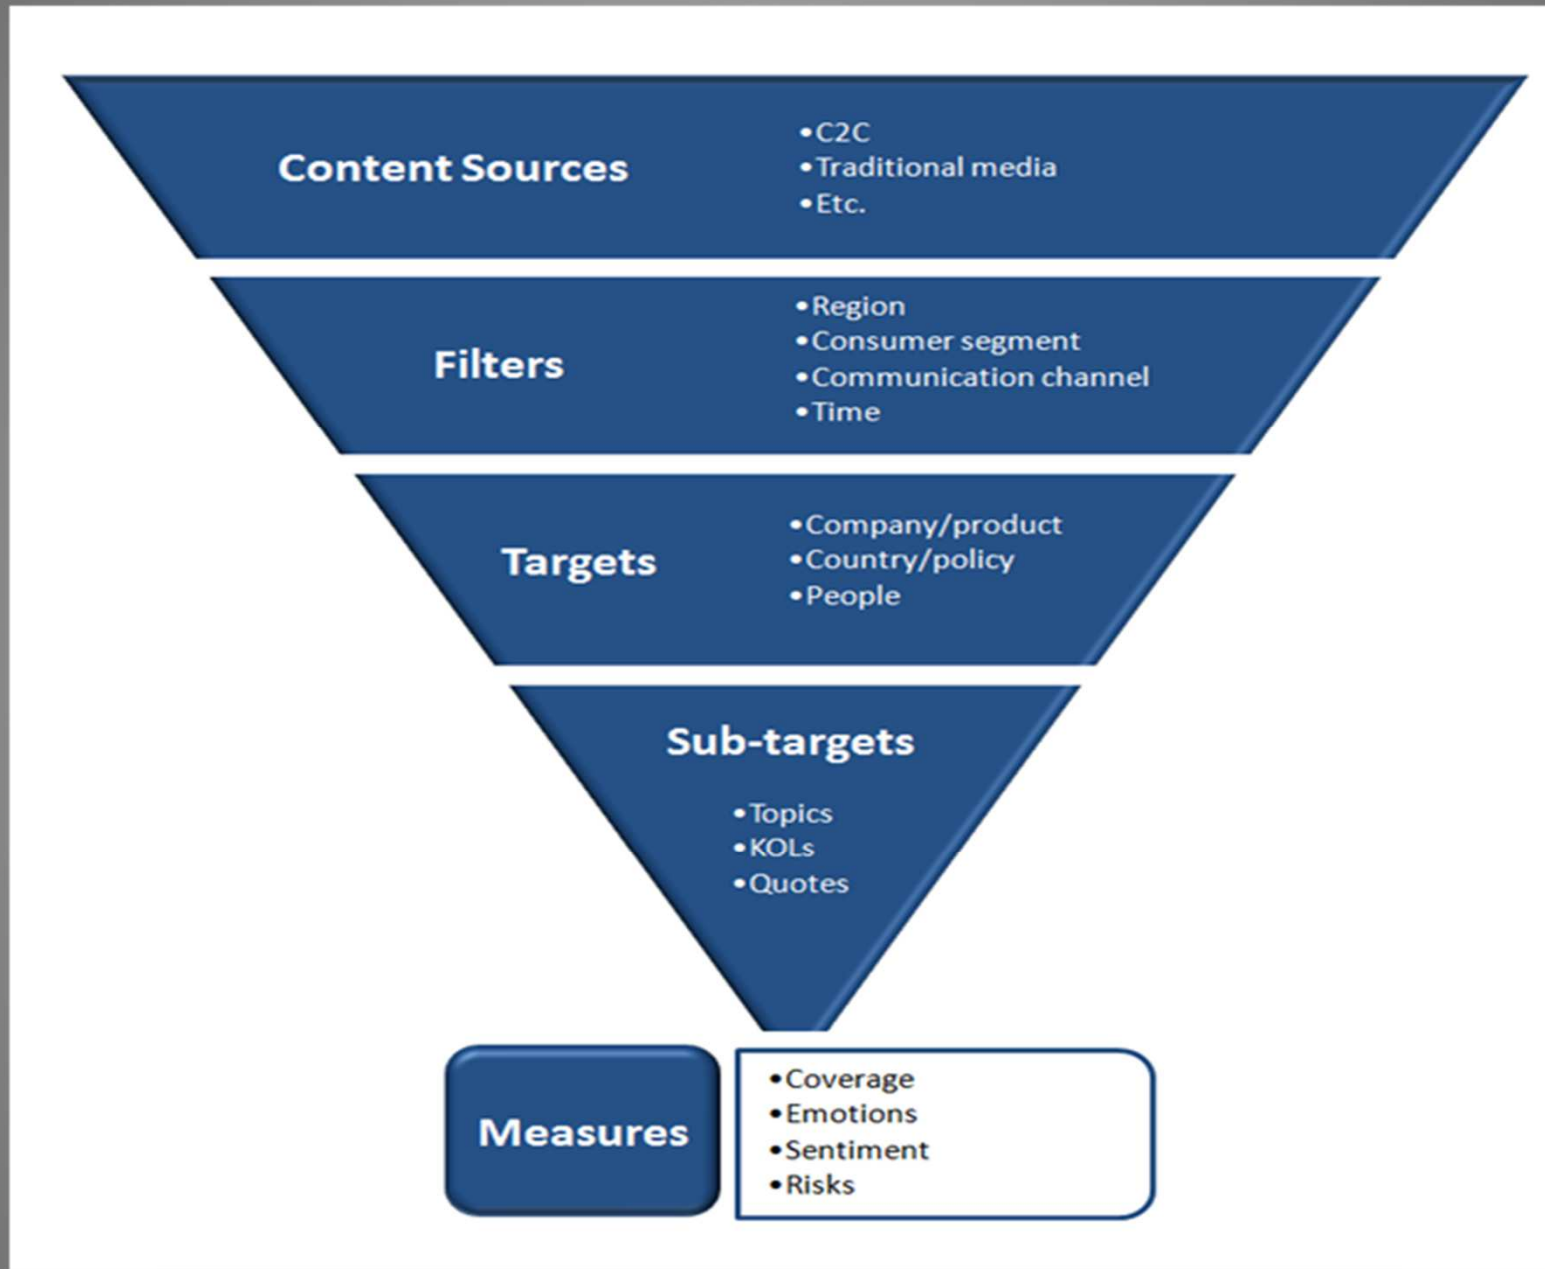 Content Sources
•C2C
•Traditional media
•Etc.
Filters
•Region
•Consumer segment
•Communication channel
•Time
Targets
•Company/product
•Country/policy
•People
Sub-targets
•Topics
•KOLs
•Quotes
Measures
•Coverage
•Emotions
•Sentiment
•Risks